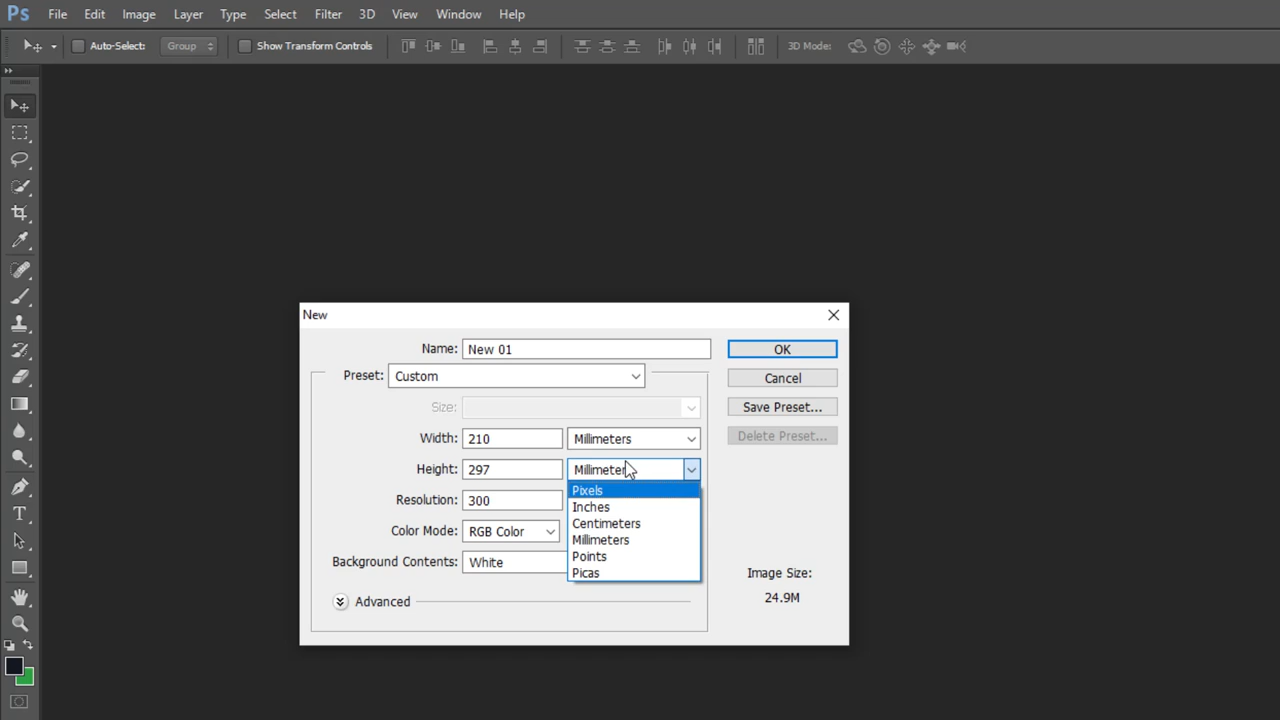 Ps File Edit Image Layer Type Select Filter 3D View Window Help
Auto-Select: Group Show Transform Controls 3D Mode:
New
Name: New 01 OK
Preset: Custom Cancel
Size: Save Preset...
Width: 210 Millimeters Delete Preset...
Height: 297 Millimeter
Pixels
Resolution: 300 Inches
Centimeters
Color Mode: RGB Color Millimeters
Points
Background Contents: White Picas
Image Size:
Advanced 24.9M
T